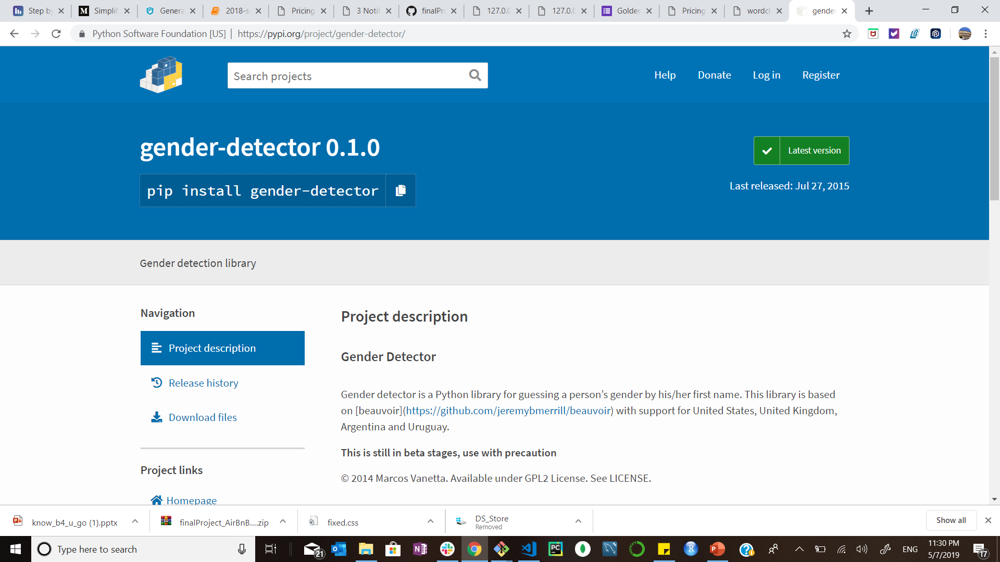 Step by
Simplif
Genera
2018-s
Pricing
3 Notif
finalPro
127.0.0
127.0.0
Golden
Pricing
wordcl
gender
Python Software Foundation [US] | https://pypi.org/project/gender-detector/
Search projects
Help
Donate
Log in
Register
gender-detector 0.1.0
Latest version
pip install gender-detector
Last released: Jul 27, 2015
Gender detection library
Navigation
Project description
Release history
Download files
Project links
Homepage
Project description
Gender Detector
Gender detector is a Python library for guessing a person’s gender by his/her first name. This library is based
on [beauvoir](https://github.com/jeremybmerrill/beauvoir) with support for United States, United Kingdom,
Argentina and Uruguay.
This is still in beta stages, use with precaution
© 2014 Marcos Vanetta. Available under GPL2 License. See LICENSE.
know_b4_u_go (1).pptx
finalProject_AirBnB....zip
fixed.css
DS_Store
Removed
Show all
Type here to search
21
ENG
11:30 PM
5/7/2019
17